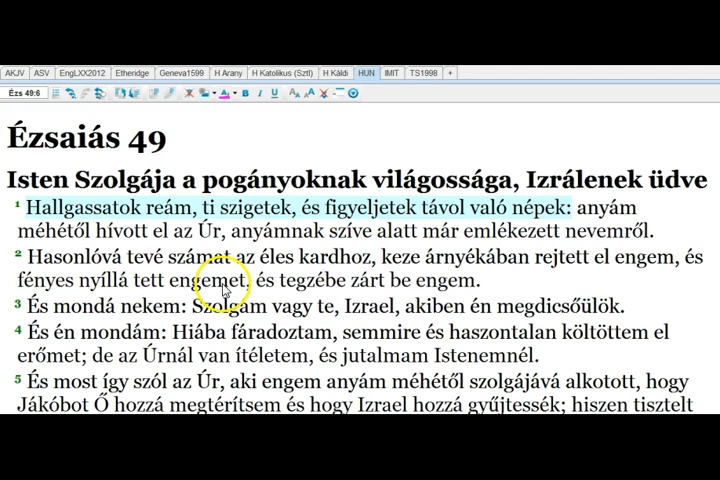 AKJV ASV EngLXX2012 Etheridge Geneva1599 H Arany H Katolikus (Sztl) H Káldi HUN IMIT TS1998 +
Ézs 49:6
Ézsaiás 49
Isten Szolgája a pogányoknak világossága, Izrálenek üdve
1 Hallgassatok reám, ti szigetek, és figyeljetek távol való népek: anyám
méhétől hívott el az Úr, anyámnak szíve alatt már emlékezett nevemről.
2 Hasonlóvá tevé számat az éles kardhoz, keze árnyékában rejtett el engem, és
fényes nyíllá tett engemet, és tegzébe zárt be engem.
3 És mondá nekem: Szolgám vagy te, Izrael, akiben én megdicsőülök.
4 És én mondám: Hiába fáradoztam, semmire és haszontalan költöttem el
erőmet; de az Úrnál van ítéletem, és jutalmam Istenemnél.
5 És most így szól az Úr, aki engem anyám méhétől szolgájává alkotott, hogy
Jákóbot Ő hozzá megtérítsem és hogy Izrael hozzá gyűjtessék; hiszen tisztelt